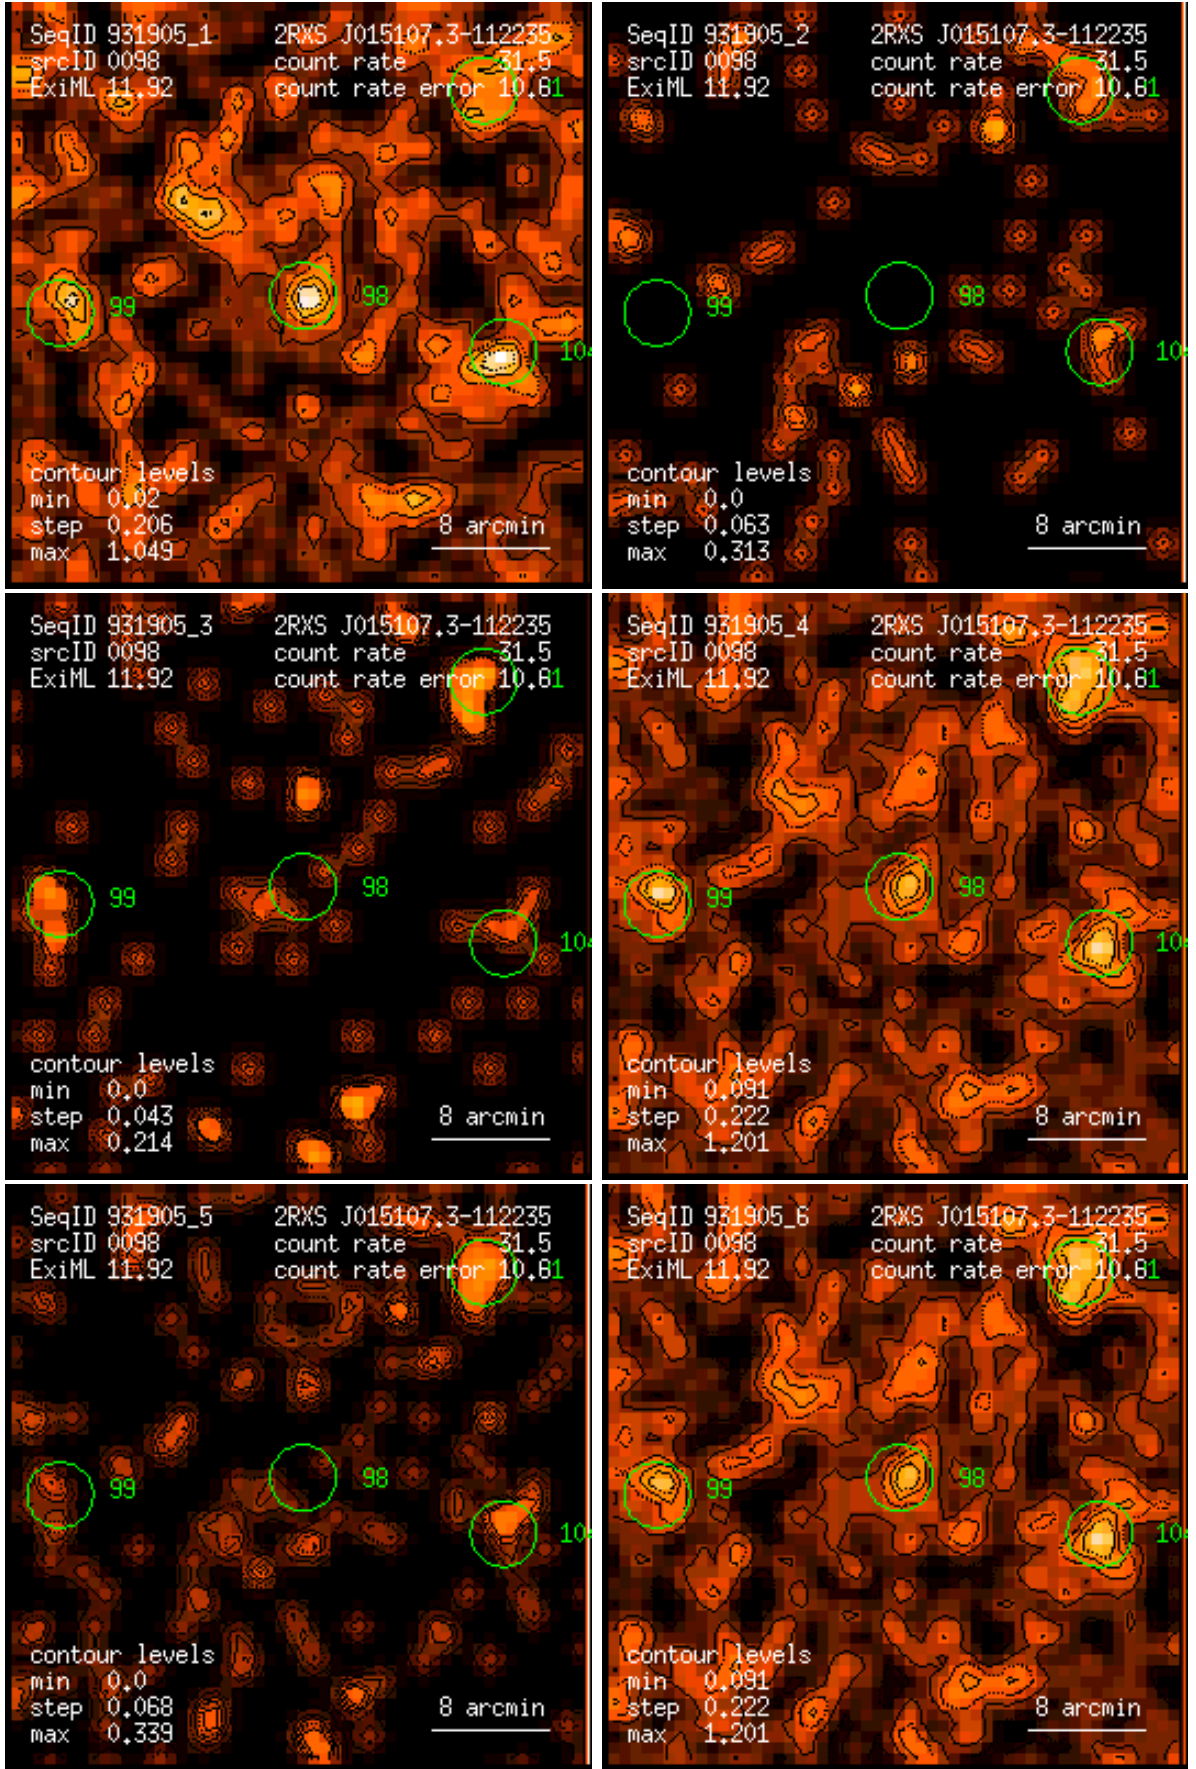 SeqID 931905_1 2RXS J015107.3-112235
srcID 0098 count rate 31.5
ExiML 11.92 count rate error 10.81
99
98
104
contour levels
min 0.02
step 0.206 8 arcmin
max 1.049
SeqID 931905_2 2RXS J015107.3-112235
srcID 0098 count rate 31.5
ExiML 11.92 count rate error 10.81
99
98
10
contour levels
min 0.0
step 0.063 8 arcmin
max 0.313
SeqID 931905_3 2RXS J015107.3-112235
srcID 0098 count rate 31.5
ExiML 11.92 count rate error 10.81
99
98
104
contour levels
min 0.0
step 0.043 8 arcmin
max 0.214
SeqID 931905_4 2RXS J015107.3-112235
srcID 0098 count rate 31.5
ExiML 11.92 count rate error 10.81
99
98
10
contour levels
min 0.091
step 0.222 8 arcmin
max 1.201
SeqID 931905_5 2RXS J015107.3-112235
srcID 0098 count rate 31.5
ExiML 11.92 count rate error 10.81
99
98
104
contour levels
min 0.0
step 0.068 8 arcmin
max 0.339
SeqID 931905_6 2RXS J015107.3-112235
srcID 0098 count rate 31.5
ExiML 11.92 count rate error 10.81
99
98
10
contour levels
min 0.091
step 0.222 8 arcmin
max 1.201